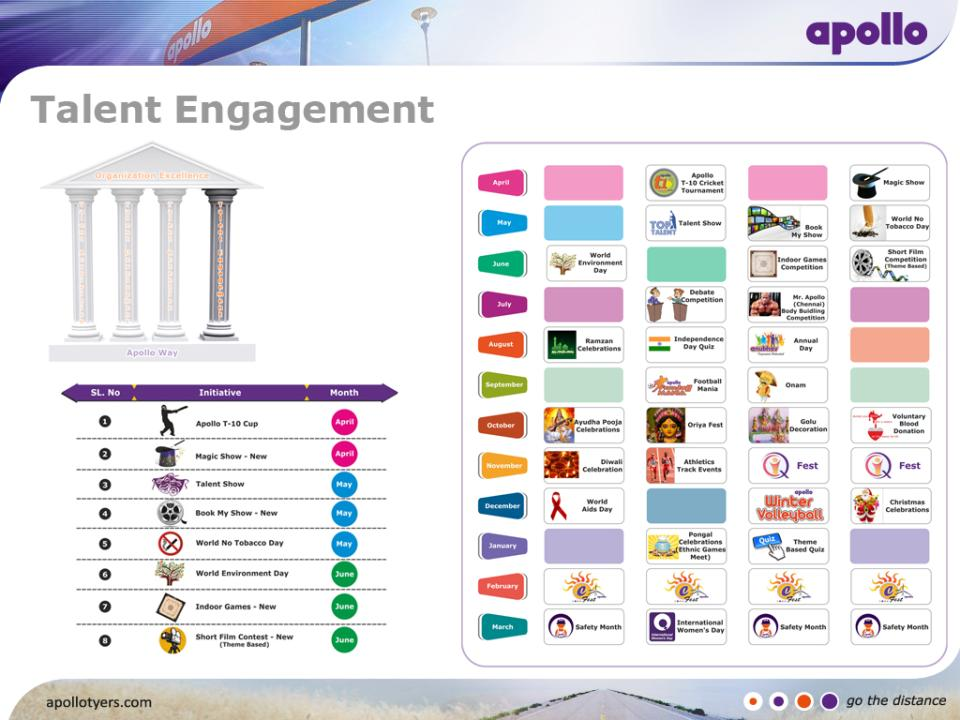 apollo
apollo
Talent Engagement
Organization Excellence
Apollo Way
SL. No Initiative Month
1 Apollo T-10 Cup April
2 Magic Show - New April
3 Talent Show May
4 Book My Show - New May
5 World No Tobacco Day May
6 World Environment Day June
7 Indoor Games - New June
8 Short Film Contest - New June
(Theme Based)
April
Apollo
T-10 Cricket
Tournament
Magic Show
May
TOP
TALENT
Talent Show
Book
My Show
World No
Tobacco Day
June
World
Environment
Day
Indoor Games
Competition
Short Film
Competition
(Theme Based)
July
Debate
Competition
Mr. Apollo
(Chennai)
Body Buidling
Competition
August
Ramzan
Celebrations
Independence
Day Quiz
Annual
Day
September
Football
Mania
Onam
October
Ayudha Pooja
Celebrations
Oriya Fest
Golu
Decoration
Voluntary
Blood
Donation
November
Diwali
Celebration
Athletics
Track Events
IQ Fest
IQ Fest
December
World
Aids Day
apollo
Winter
Volleyball
Christmas
Celebrations
January
Pongal
Celebrations
(Ethnic Games
Meet)
Quiz
Theme
Based Quiz
February
e Fest
e Fest
e Fest
e Fest
March
Safety Month
International
Women's Day
Safety Month
Safety Month
apollotyers.com
go the distance